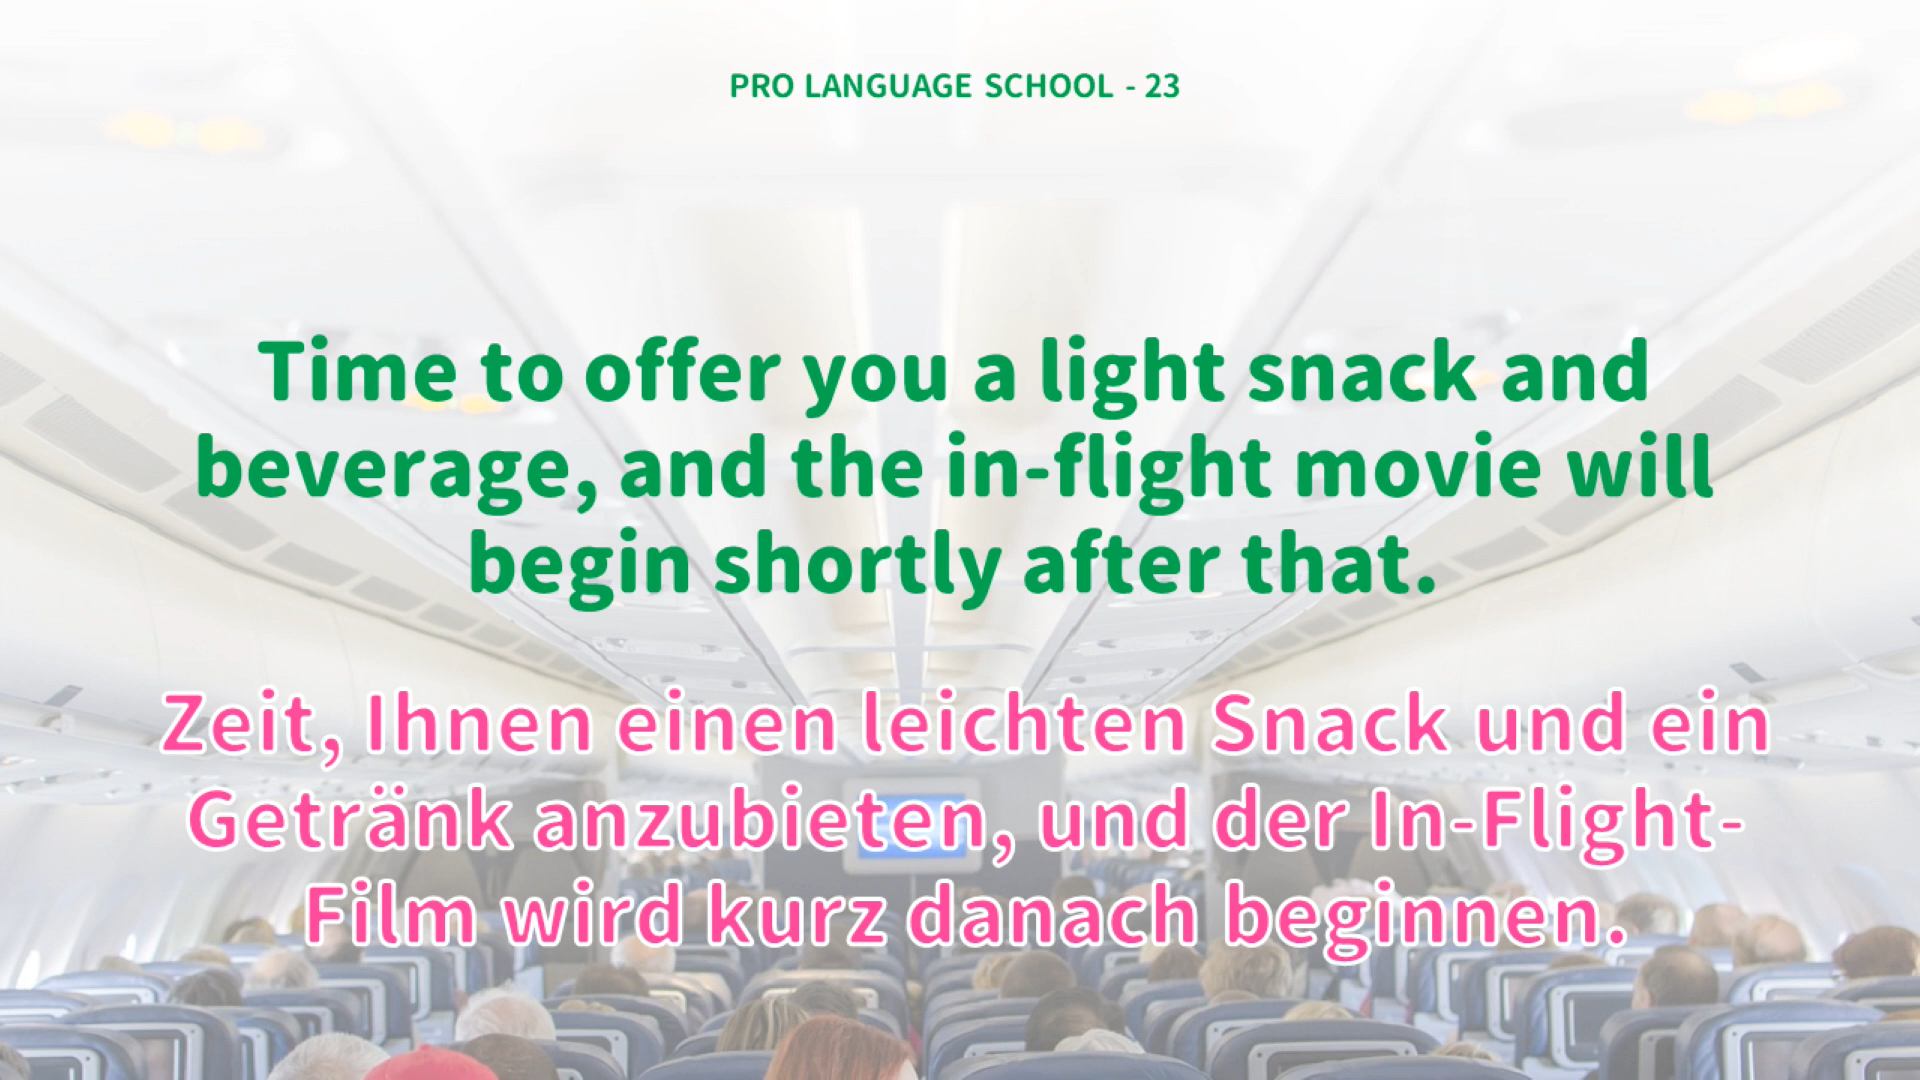 PRO LANGUAGE SCHOOL - 23
Time to offer you a light snack and
beverage, and the in-flight movie will
begin shortly after that.
Zeit, Ihnen einen leichten Snack und ein
Getränk anzubieten, und der In-Flight-
Film wird kurz danach beginnen.